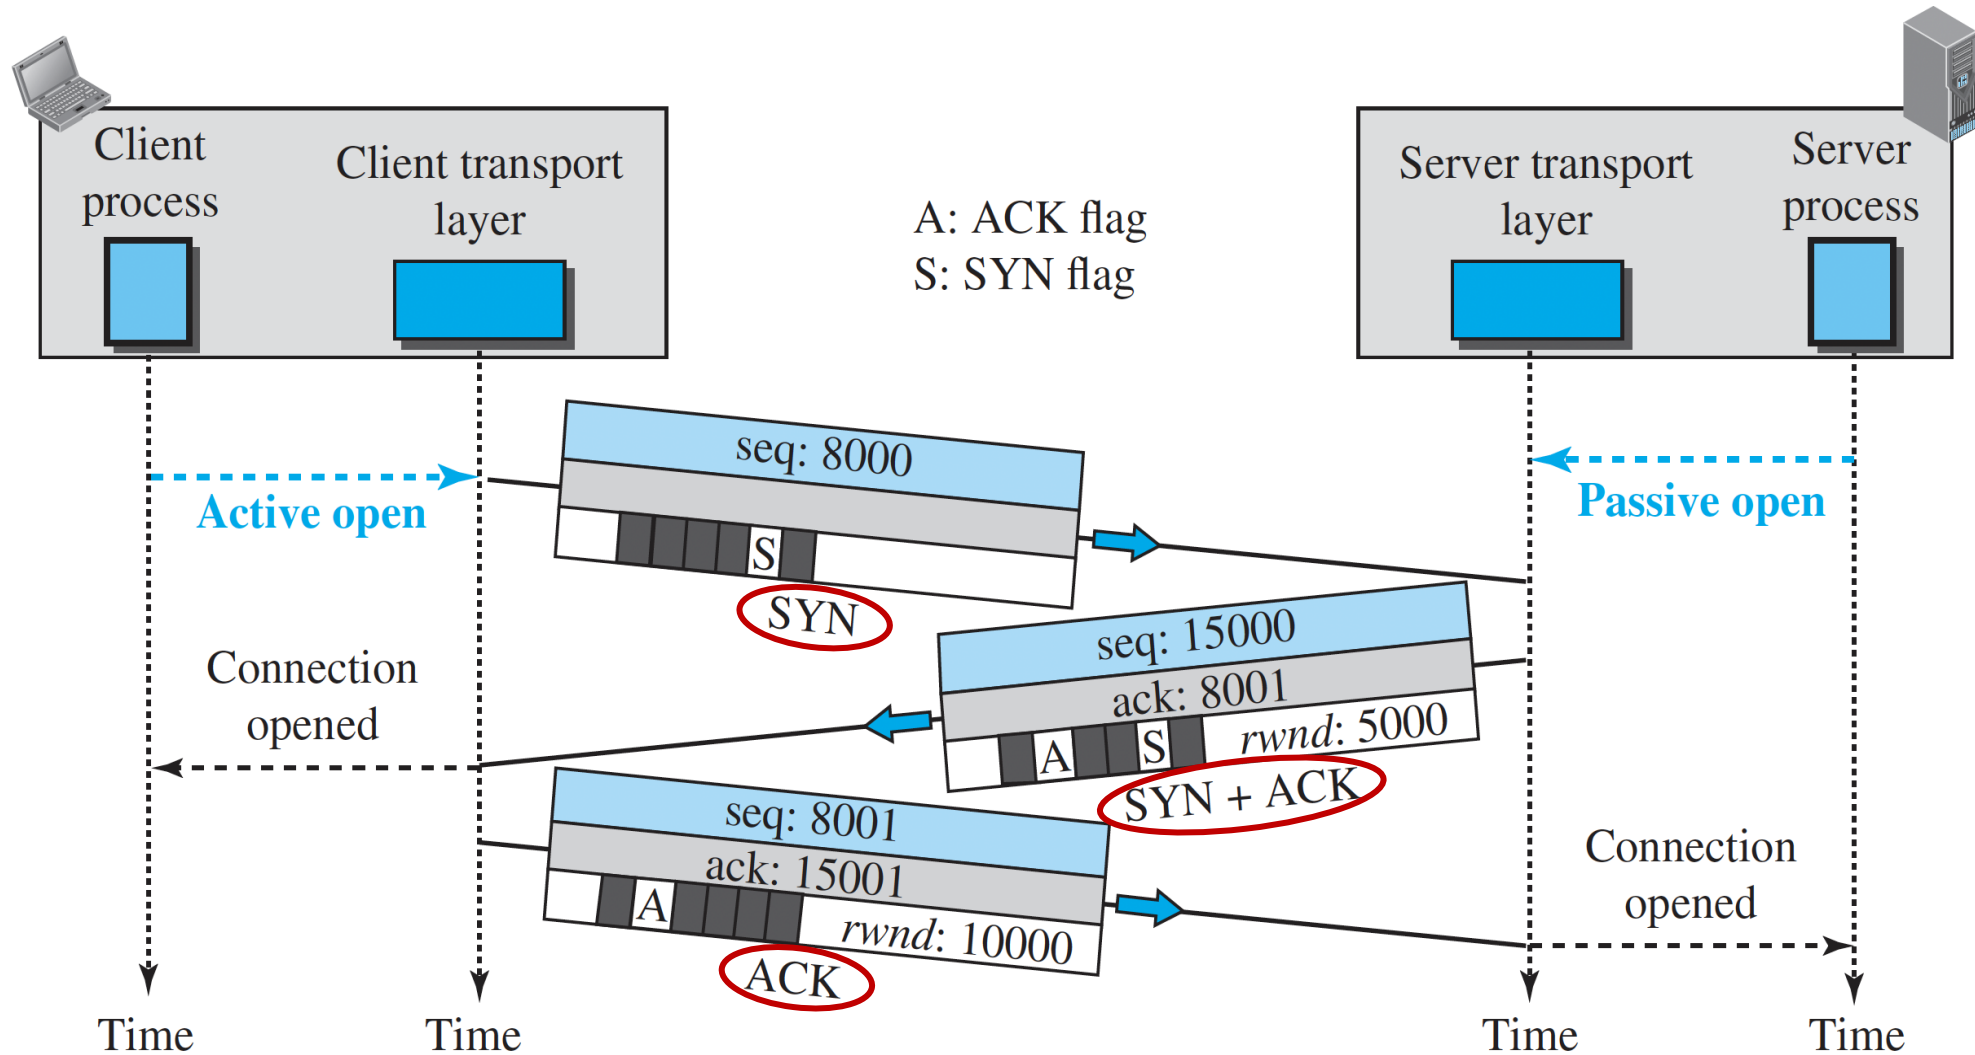 Client
process
Client transport
layer
A: ACK flag
S: SYN flag
Server transport
layer
Server
process
Active open
seq: 8000
S
SYN
Passive open
seq: 15000
ack: 8001
A
S
rwnd: 5000
SYN + ACK
Connection
opened
seq: 8001
ack: 15001
A
rwnd: 10000
ACK
Connection
opened
Time
Time
Time
Time